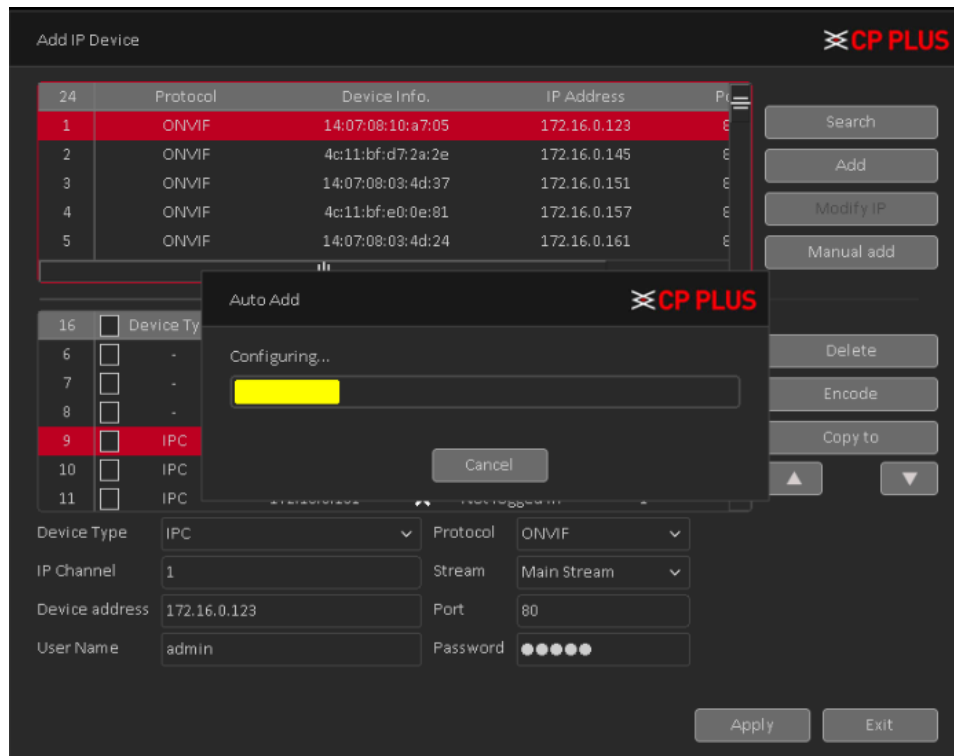 Add IP Device
CP PLUS
24 Protocol Device Info. IP Address
1 ONVIF 14:07:08:10:a7:05 172.16.0.123
2 ONVIF 4c:11:bf:d7:2a:2e 172.16.0.145
3 ONVIF 14:07:08:03:4d:37 172.16.0.151
4 ONVIF 4c:11:bf:e0:0e:81 172.16.0.157
5 ONVIF 14:07:08:03:4d:24 172.16.0.161
Search
Add
Modify IP
Manual add
Auto Add
CP PLUS
Configuring...
Cancel
16 Device Ty
6 -
7 -
8 -
9 IPC
10 IPC
11 IPC
Delete
Encode
Copy to
Device Type IPC Protocol ONVIF
IP Channel 1 Stream Main Stream
Device address 172.16.0.123 Port 80
User Name admin Password ●●●●●
Apply Exit